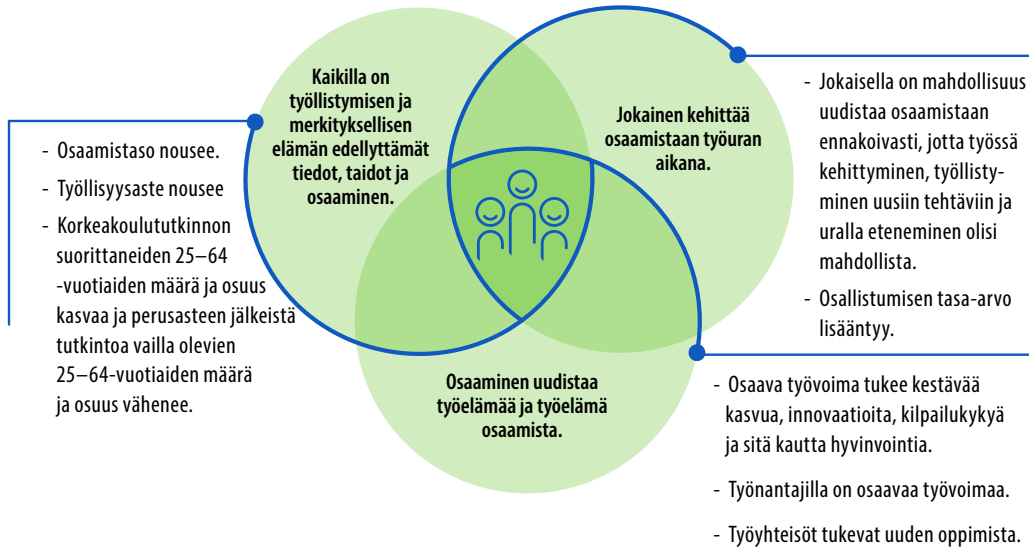 Kaikilla on
työllistymisen ja
merkityksellisen
elämän edellyttämät
tiedot, taidot ja
osaaminen.
- Osaamistaso nousee.
- Työllisyysaste nousee
- Korkeakoulututkinnon
suorittaneiden 25–64
-vuotiaiden määrä ja osuus
kasvaa ja perusasteen jälkeistä
tutkintoa vailla olevien
25–64-vuotiaiden määrä
ja osuus vähenee.
Jokainen kehittää
osaamistaan työuran
aikana.
- Jokaisella on mahdollisuus
uudistaa osaamistaan
ennakoivasti, jotta työssä
kehittyminen, työllisty-
minen uusiin tehtäviin ja
uralla eteneminen olisi
mahdollista.
- Osallistumisen tasa-arvo
lisääntyy.
Osaaminen uudistaa
työelämää ja työelämä
osaamista.
- Osaava työvoima tukee kestävää
kasvua, innovaatioita, kilpailukykyä
ja sitä kautta hyvinvointia.
- Työnantajilla on osaavaa työvoimaa.
- Työyhteisöt tukevat uuden oppimista.